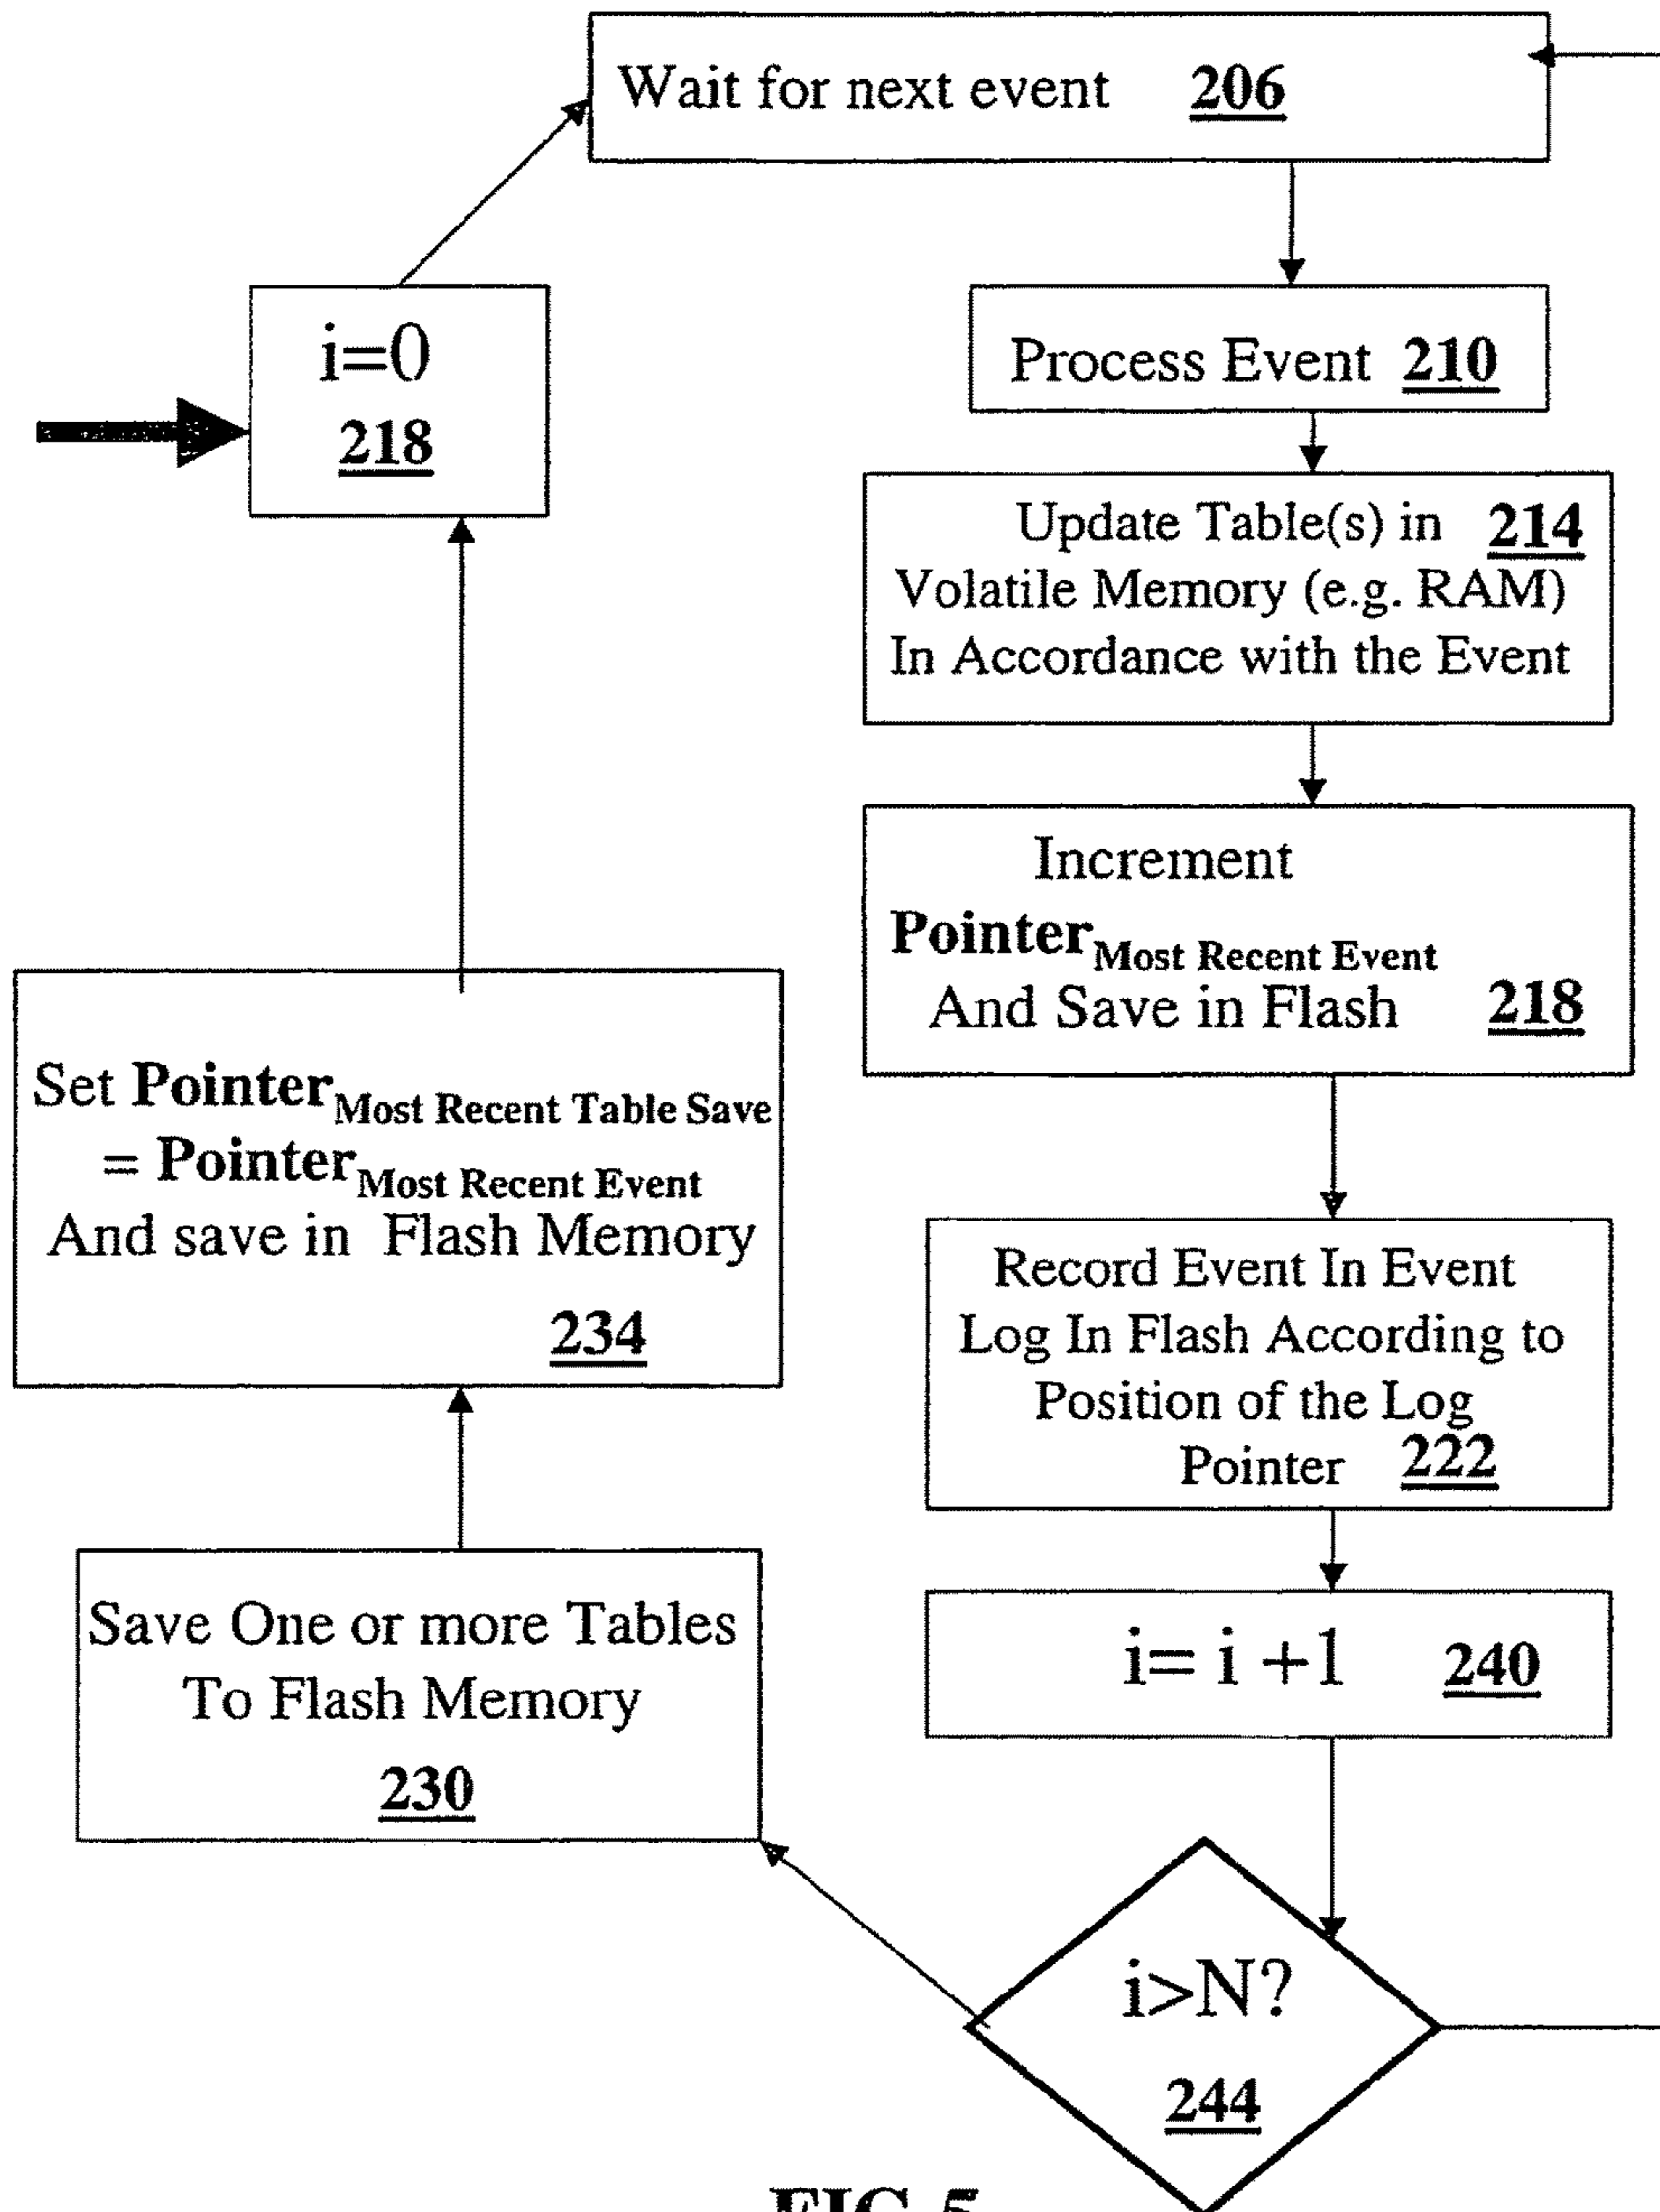 Wait for next event 206
i=0
218
Process Event 210
Update Table(s) in 214
Volatile Memory (e.g. RAM)
In Accordance with the Event
Increment
Pointer Most Recent Event
And Save in Flash 218
Set Pointer Most Recent Table Save
= Pointer Most Recent Event
And save in Flash Memory
234
Record Event In Event
Log In Flash According to
Position of the Log
Pointer 222
Save One or more Tables
To Flash Memory
230
i= i +1 240
i>N?
244
FIG 5